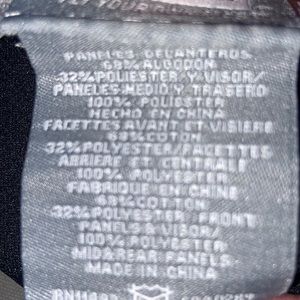 PANELES DELANTEROS
68% ALGODON
32% POLIESTER Y VISOR/
PANELES MEDIO Y TRASERO
100% POLIESTER
HECHO EN CHINA
FACETTES AVANT ET VISIERE
68% COTTON
32% POLYESTER/FACETTES
ARRIERE ET CENTRALE
100% POLYESTER
FABRIQUE EN CHINE
68% COTTON
32% POLYESTER FRONT
PANELS & VISOR/
100% POLYESTER
MID&REAR PANELS
MADE IN CHINA